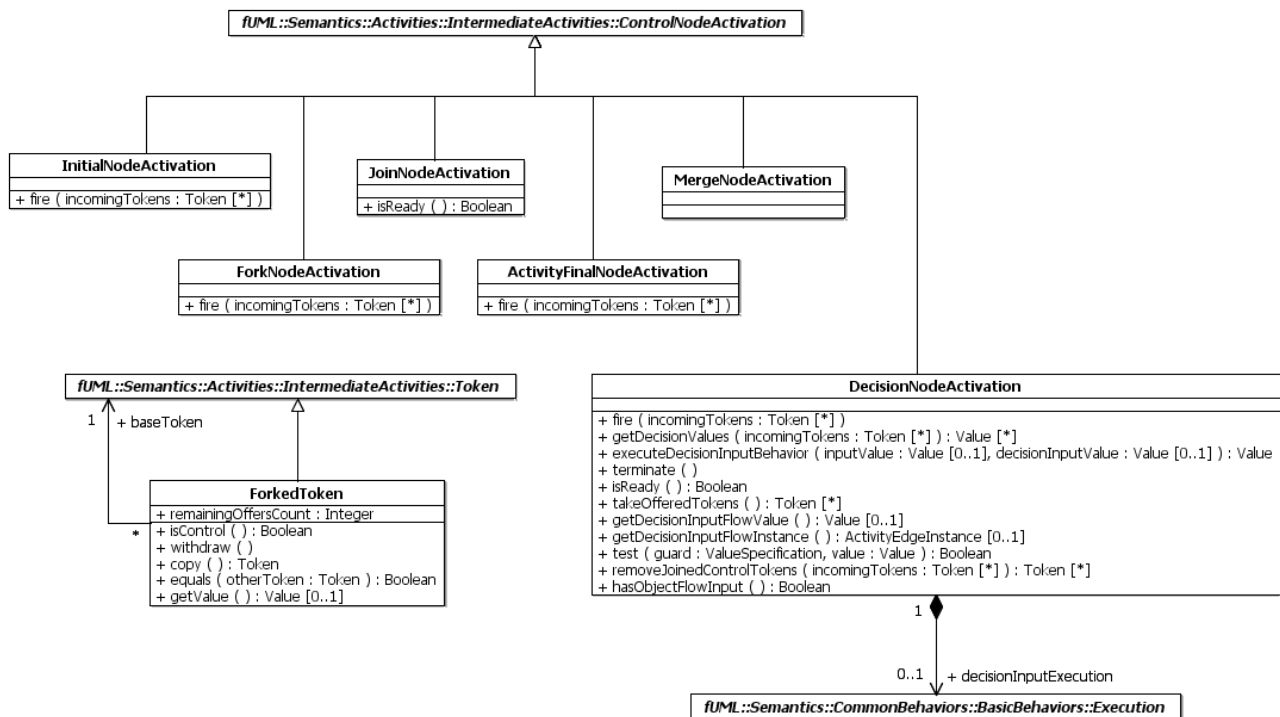 fUML::Semantics::Activities::IntermediateActivities::ControlNodeActivation
InitialNodeActivation
+ fire ( incomingTokens : Token [*] )
JoinNodeActivation
+ isReady ( ) : Boolean
MergeNodeActivation
ForkNodeActivation
+ fire ( incomingTokens : Token [*] )
ActivityFinalNodeActivation
+ fire ( incomingTokens : Token [*] )
fUML::Semantics::Activities::IntermediateActivities::Token
1
+ baseToken
ForkedToken
+ remainingOffersCount : Integer
+ isControl ( ) : Boolean
+ withdraw ( )
+ copy ( ) : Token
+ equals ( otherToken : Token ) : Boolean
+ getValue ( ) : Value [0..1]
*
DecisionNodeActivation
+ fire ( incomingTokens : Token [*] )
+ getDecisionValues ( incomingTokens : Token [*] ) : Value [*]
+ executeDecisionInputBehavior ( inputValue : Value [0..1], decisionInputValue : Value [0..1] ) : Value
+ terminate ( )
+ isReady ( ) : Boolean
+ takeOfferedTokens ( ) : Token [*]
+ getDecisionInputFlowValue ( ) : Value [0..1]
+ getDecisionInputFlowInstance ( ) : ActivityEdgeInstance [0..1]
+ test ( guard : ValueSpecification, value : Value ) : Boolean
+ removeJoinedControlTokens ( incomingTokens : Token [*] ) : Token [*]
+ hasObjectFlowInput ( ) : Boolean
1
0..1
+ decisionInputExecution
fUML::Semantics::CommonBehaviors::BasicBehaviors::Execution